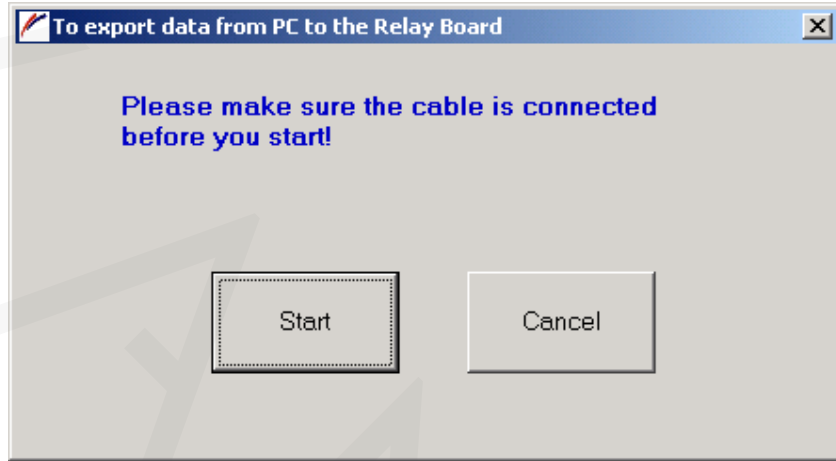 To export data from PC to the Relay Board
Please make sure the cable is connected
before you start!
Start
Cancel